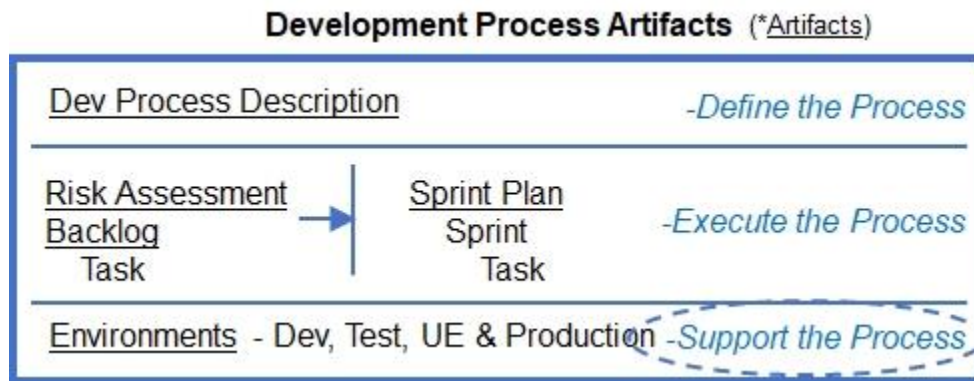 Development Process Artifacts (*Artifacts)
Dev Process Description -Define the Process
Risk Assessment
Backlog
Task
Sprint Plan
Sprint
Task
-Execute the Process
Environments - Dev, Test, UE & Production -Support the Process